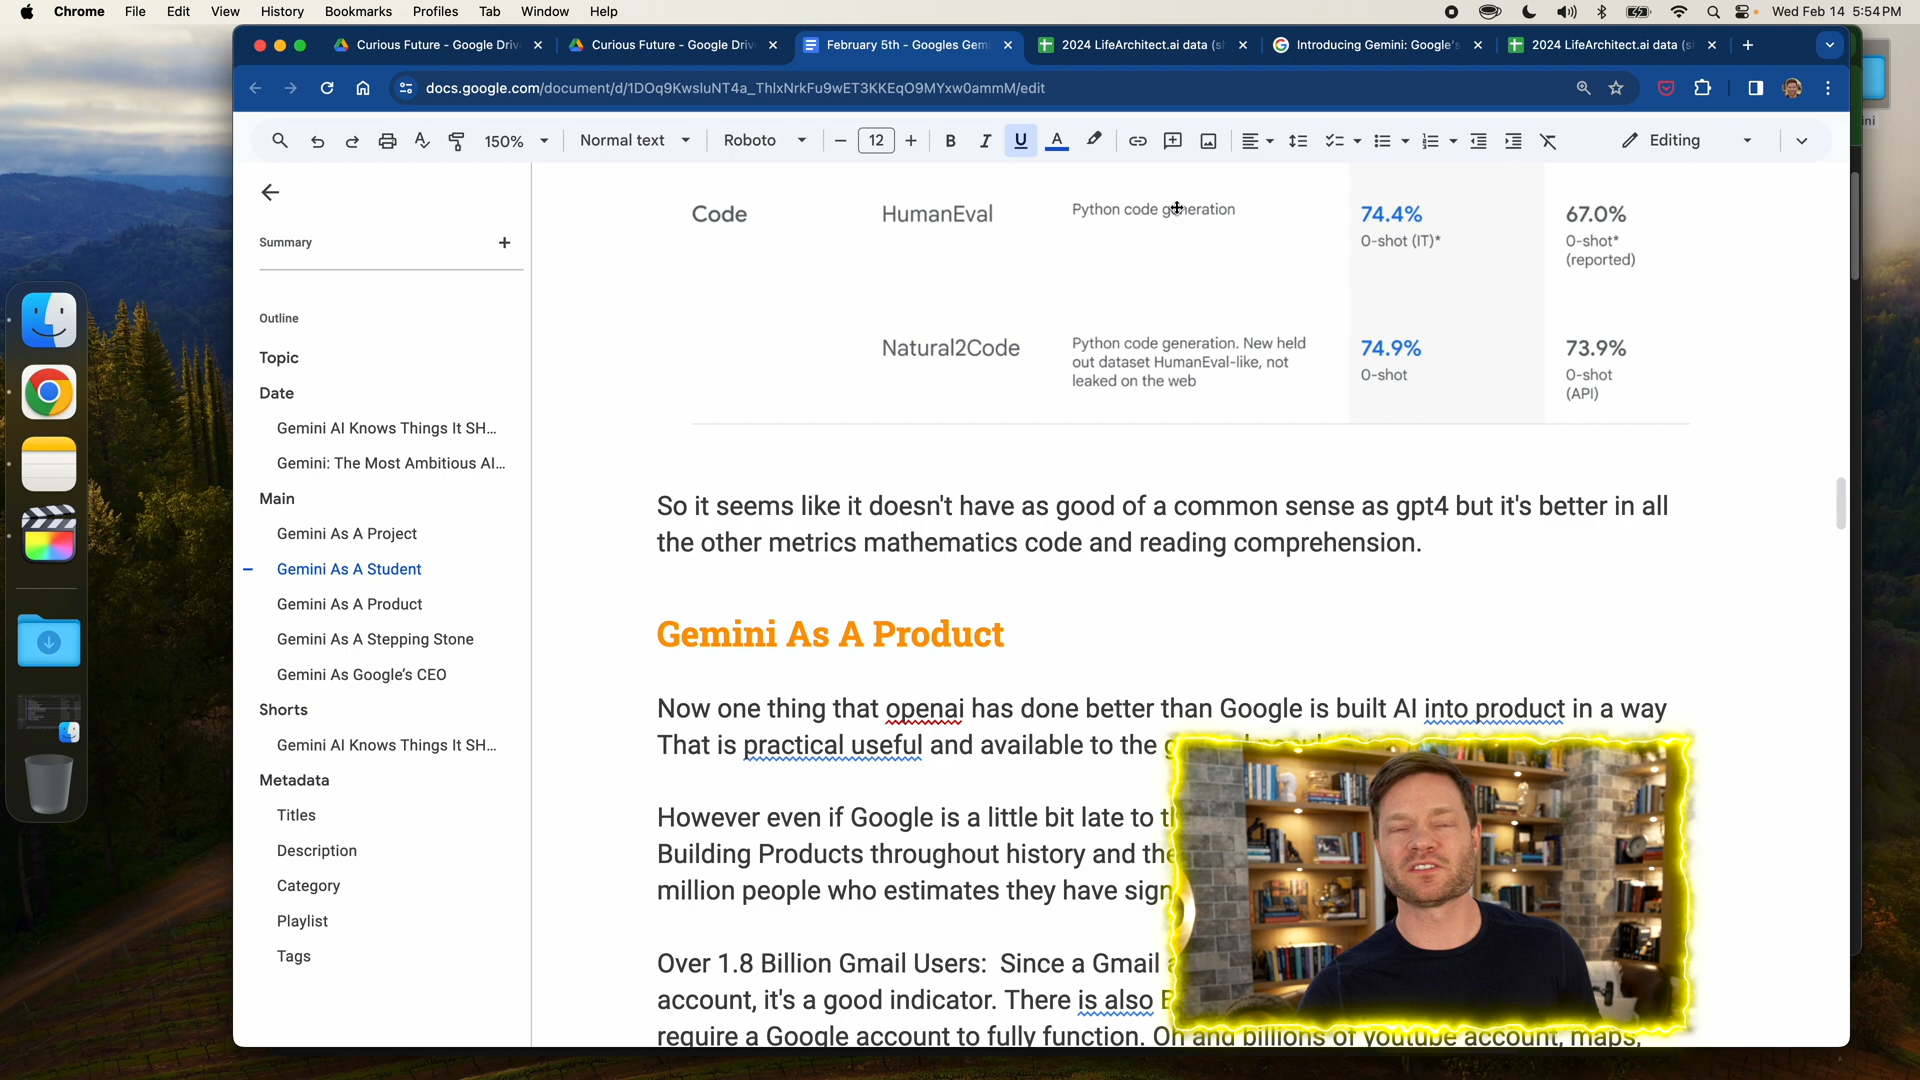 Chrome File Edit View History Bookmarks Profiles Tab Window Help Wed Feb 14 5:54 PM
Curious Future - Google Driv
Curious Future - Google Driv
February 5th - Googles Gemi
2024 LifeArchitect.ai data (s
Introducing Gemini: Google's
2024 LifeArchitect.ai data (s
docs.google.com/document/d/1DOq9KwsluNT4a_ThlxNrkFu9wET3KKEqO9MYxw0ammM/edit
150% Normal text Roboto 12 Editing
Summary
Outline
Topic
Date
Gemini AI Knows Things It SH...
Gemini: The Most Ambitious AI...
Main
Gemini As A Project
Gemini As A Student
Gemini As A Product
Gemini As A Stepping Stone
Gemini As Google's CEO
Shorts
Gemini AI Knows Things It SH...
Metadata
Titles
Description
Category
Playlist
Tags
Code HumanEval Python code generation 74.4% 67.0%
0-shot (IT)* 0-shot*
(reported)
Natural2Code Python code generation. New held 74.9% 73.9%
out dataset HumanEval-like, not 0-shot 0-shot
leaked on the web (API)
So it seems like it doesn't have as good of a common sense as gpt4 but it's better in all
the other metrics mathematics code and reading comprehension.
Gemini As A Product
Now one thing that openai has done better than Google is built AI into product in a way
That is practical useful and available to the
However even if Google is a little bit late to
Building Products throughout history and
million people who estimates they have
Over 1.8 Billion Gmail Users: Since a Gmail
account, it's a good indicator. There is also
require a Google account to fully function. Oh and billions of youtube account, maps,